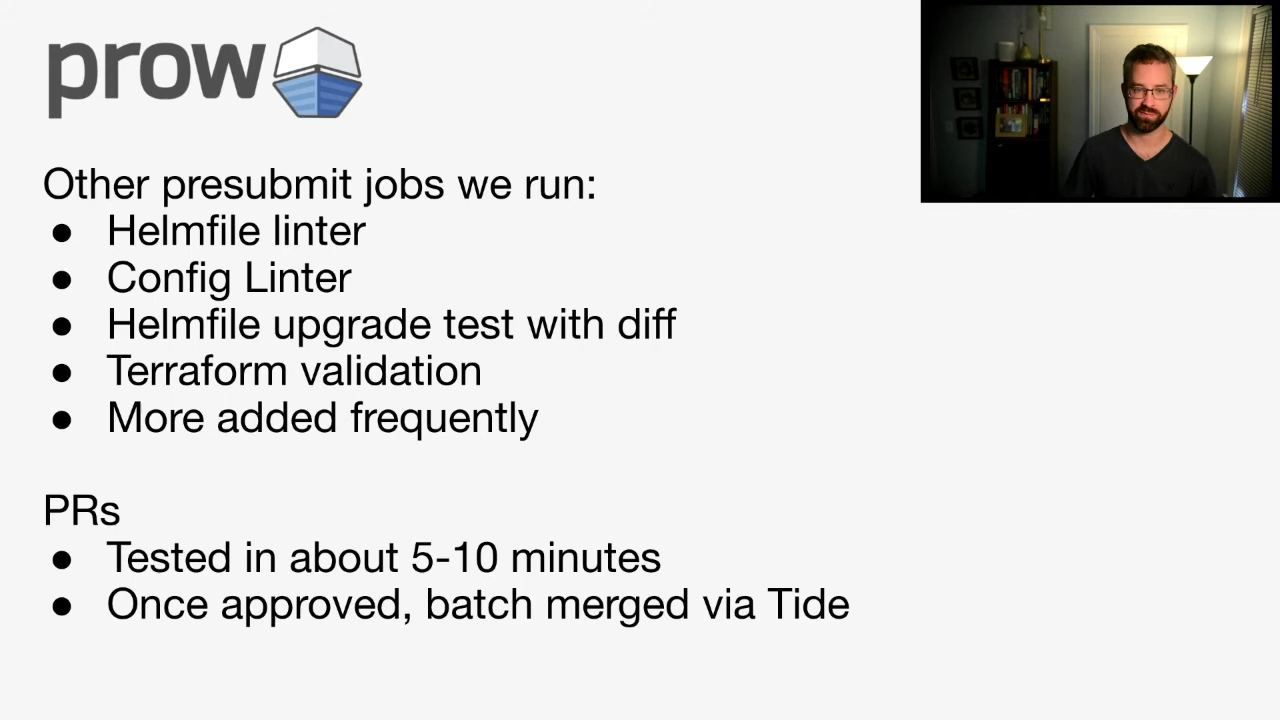 prow
Other presubmit jobs we run:
● Helmfile linter
● Config Linter
● Helmfile upgrade test with diff
● Terraform validation
● More added frequently
PRs
● Tested in about 5-10 minutes
● Once approved, batch merged via Tide